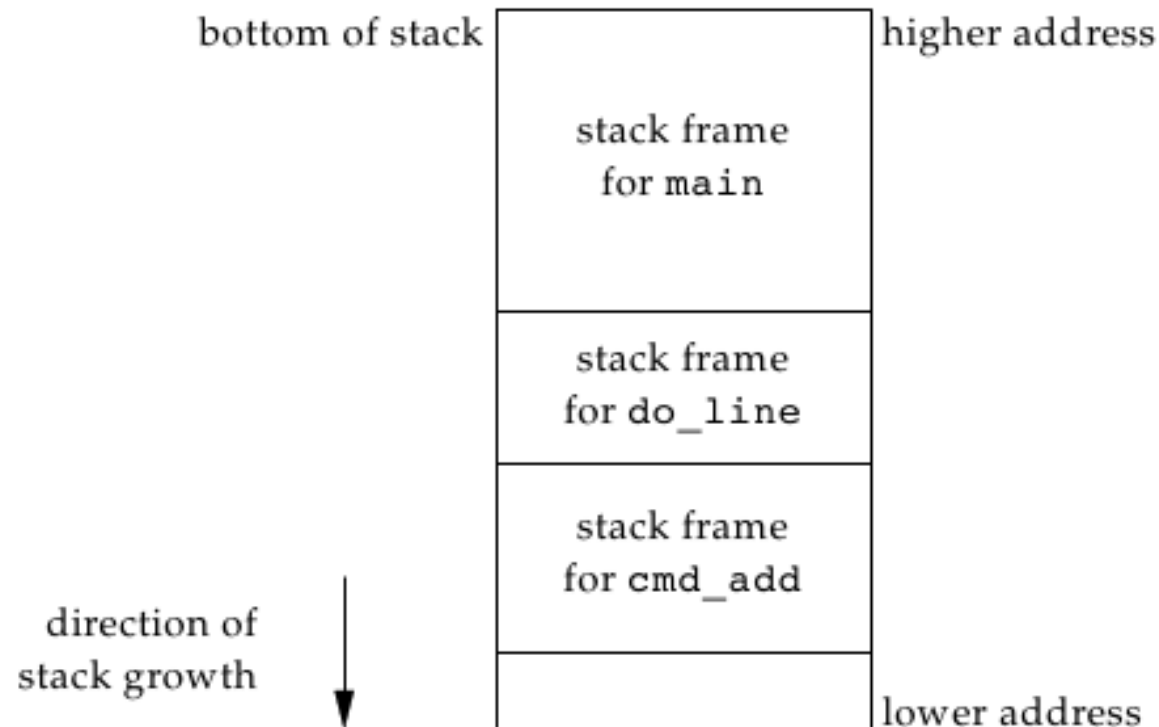 bottom of stack
higher address
stack frame
for main
stack frame
for do_line
stack frame
for cmd_add
direction of
stack growth
lower address